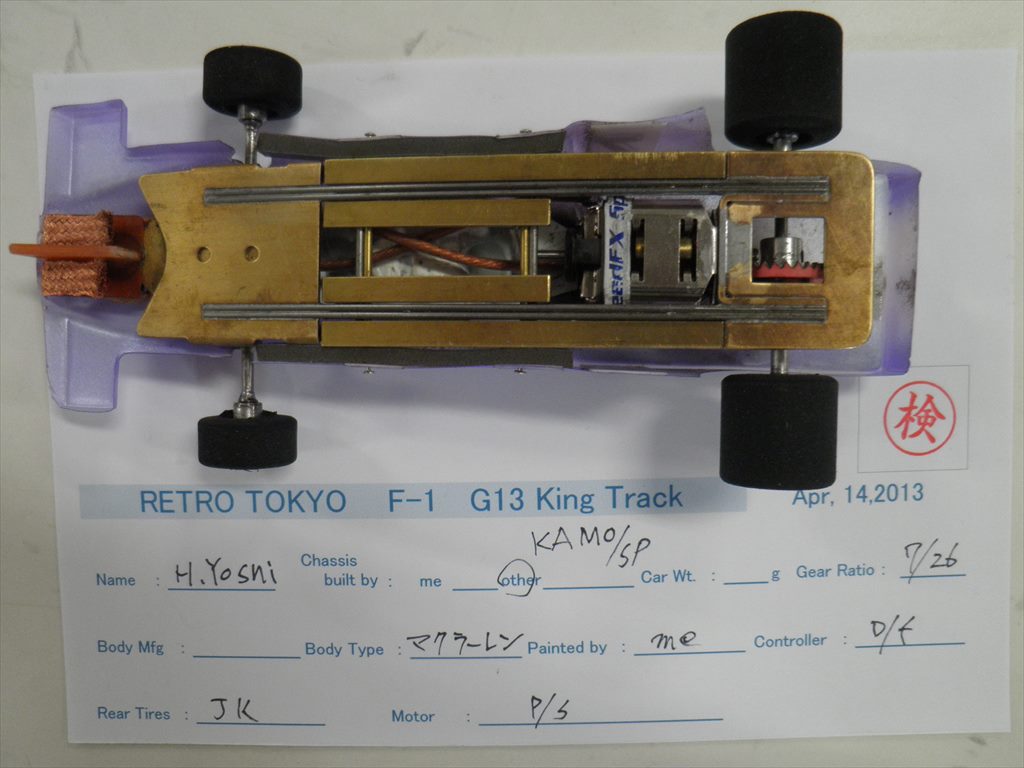 eedFX Sp
検
RETRO TOKYO F-1 G13 King Track Apr, 14,2013
KAMO/SP
Name : H.Yoshi Chassis built by : me other Car Wt. : g Gear Ratio : 7/26
Body Mfg : Body Type : マクラーレン Painted by : me Controller : D/f
Rear Tires : JK Motor : P/S